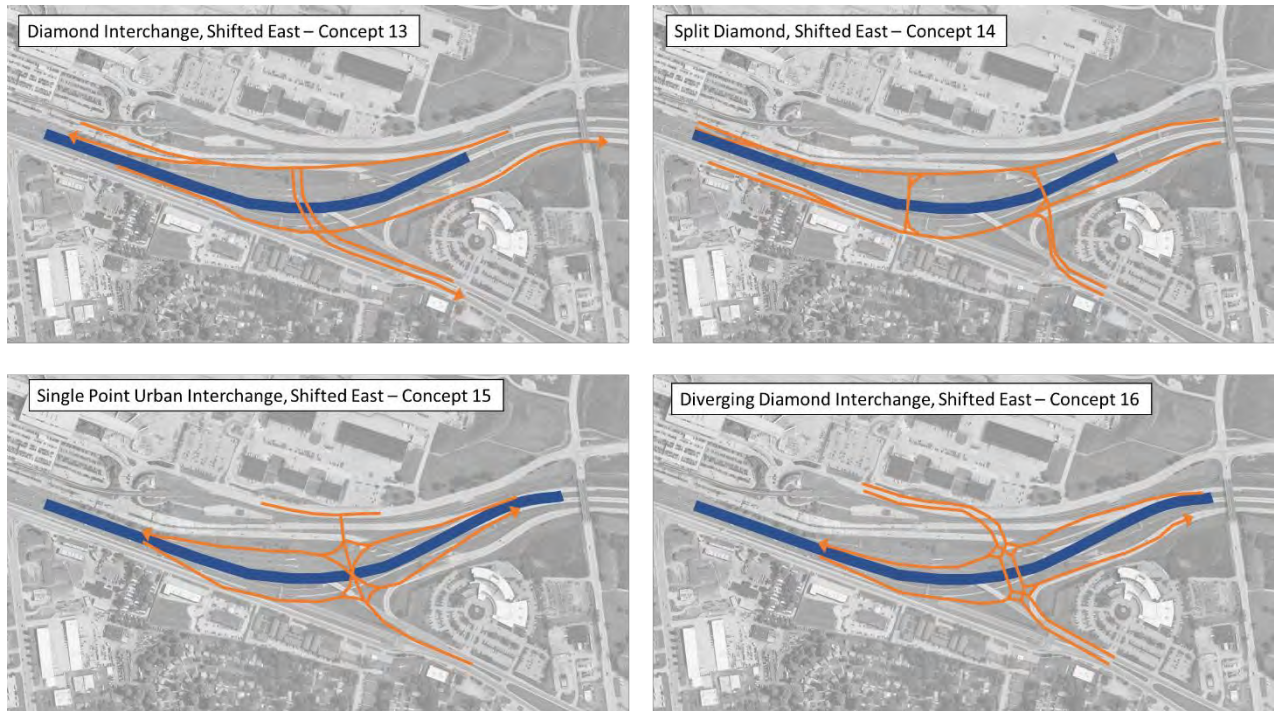 Diamond Interchange, Shifted East – Concept 13
Split Diamond, Shifted East – Concept 14
Single Point Urban Interchange, Shifted East – Concept 15
Diverging Diamond Interchange, Shifted East – Concept 16